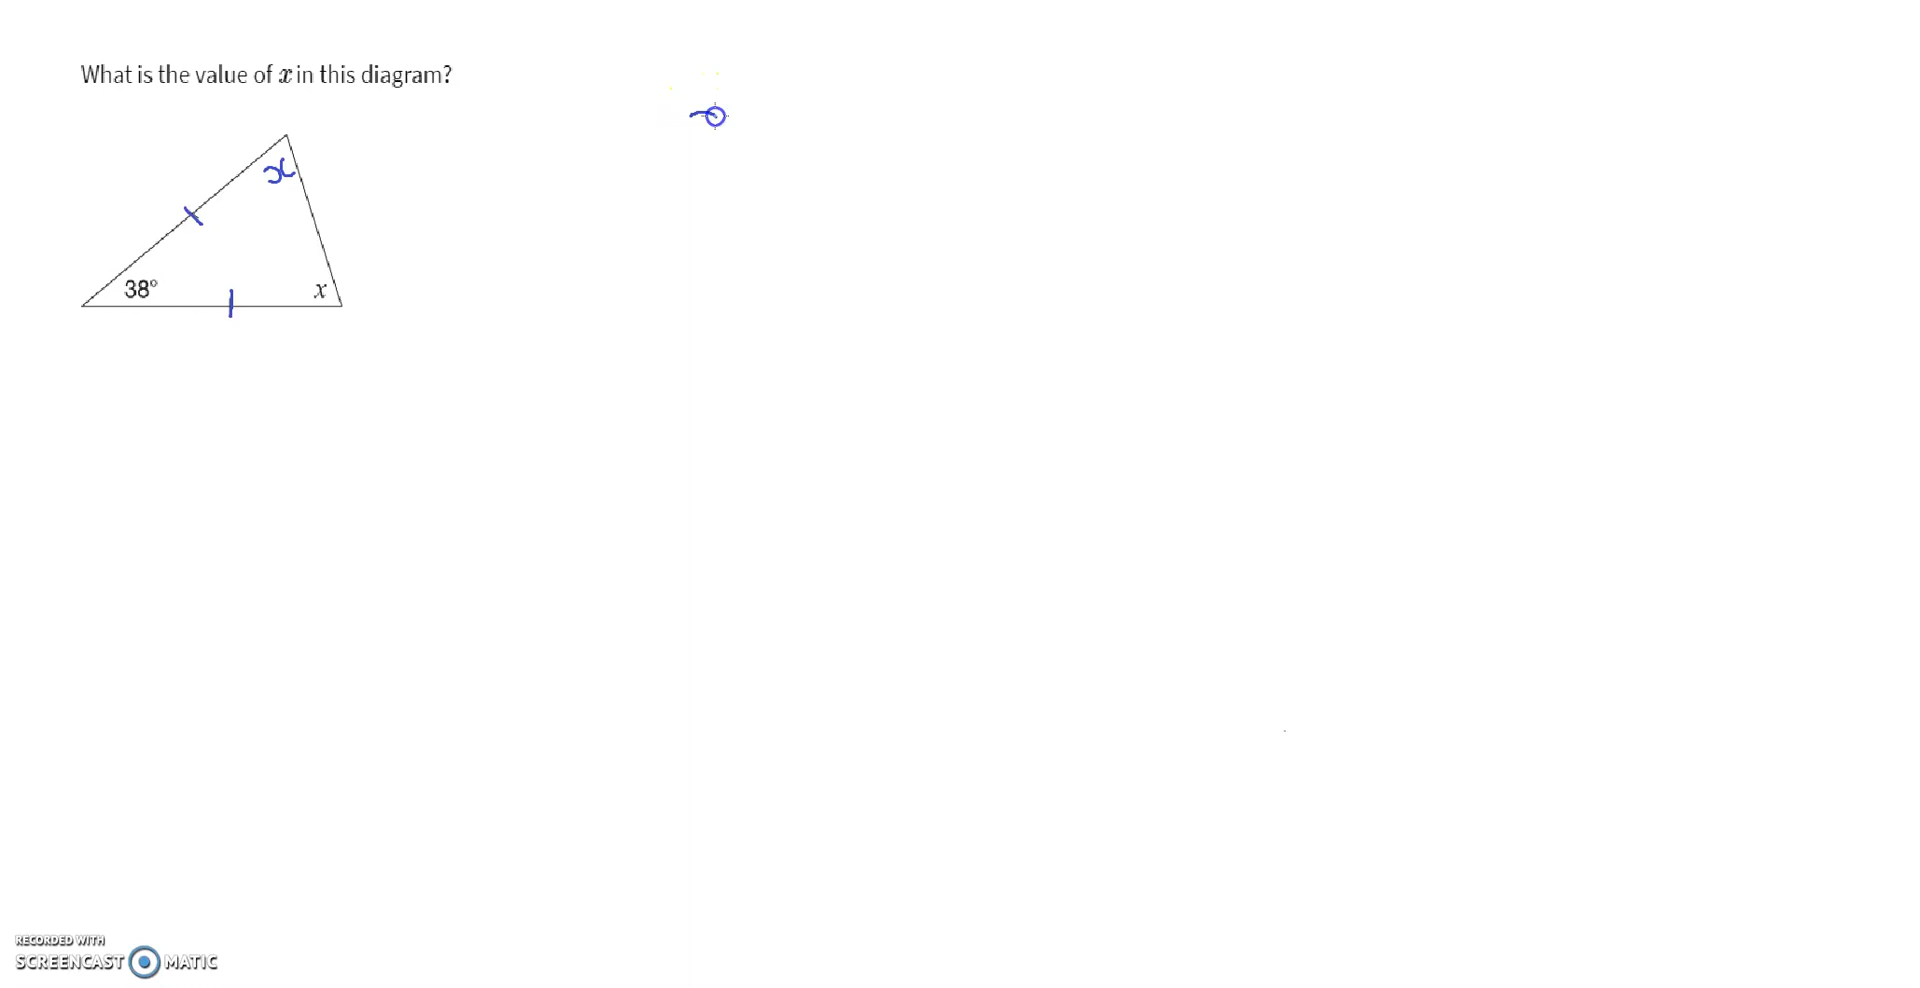 What is the value of x in this diagram?
x
38°
x
RECORDED WITH
SCREENCAST MATIC